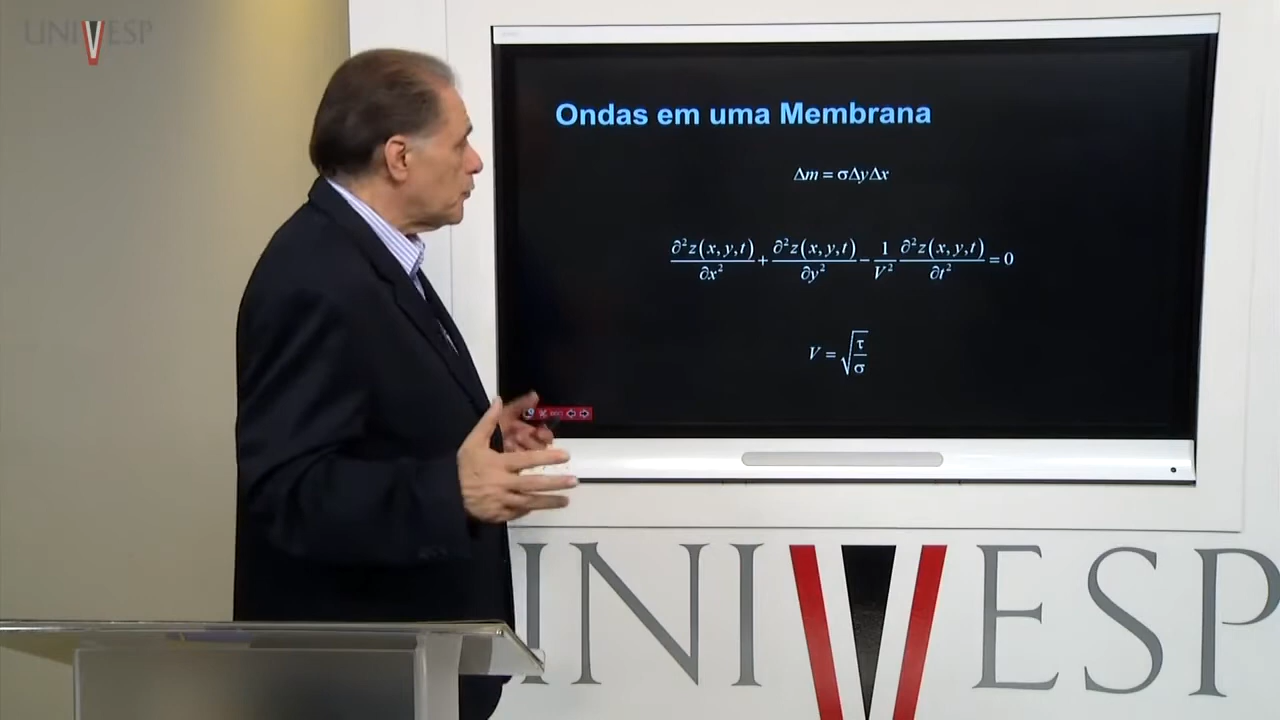 UNIVESP
Ondas em uma Membrana
Δm = σΔyΔx
∂²z(x,y,t)/∂x² + ∂²z(x,y,t)/∂y² − 1/V² ∂²z(x,y,t)/∂t² = 0
V = √(τ/σ)
UNIVESP